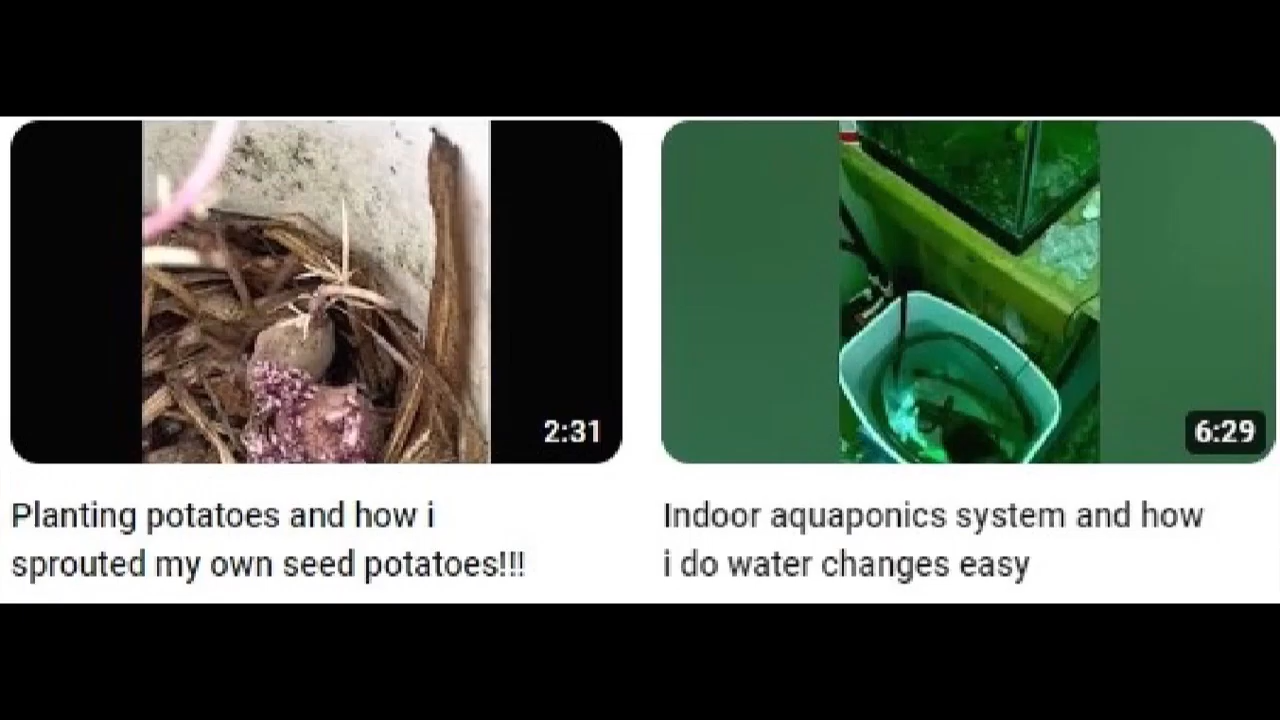 2:31
6:29
Planting potatoes and how i
sprouted my own seed potatoes!!!
Indoor aquaponics system and how
i do water changes easy